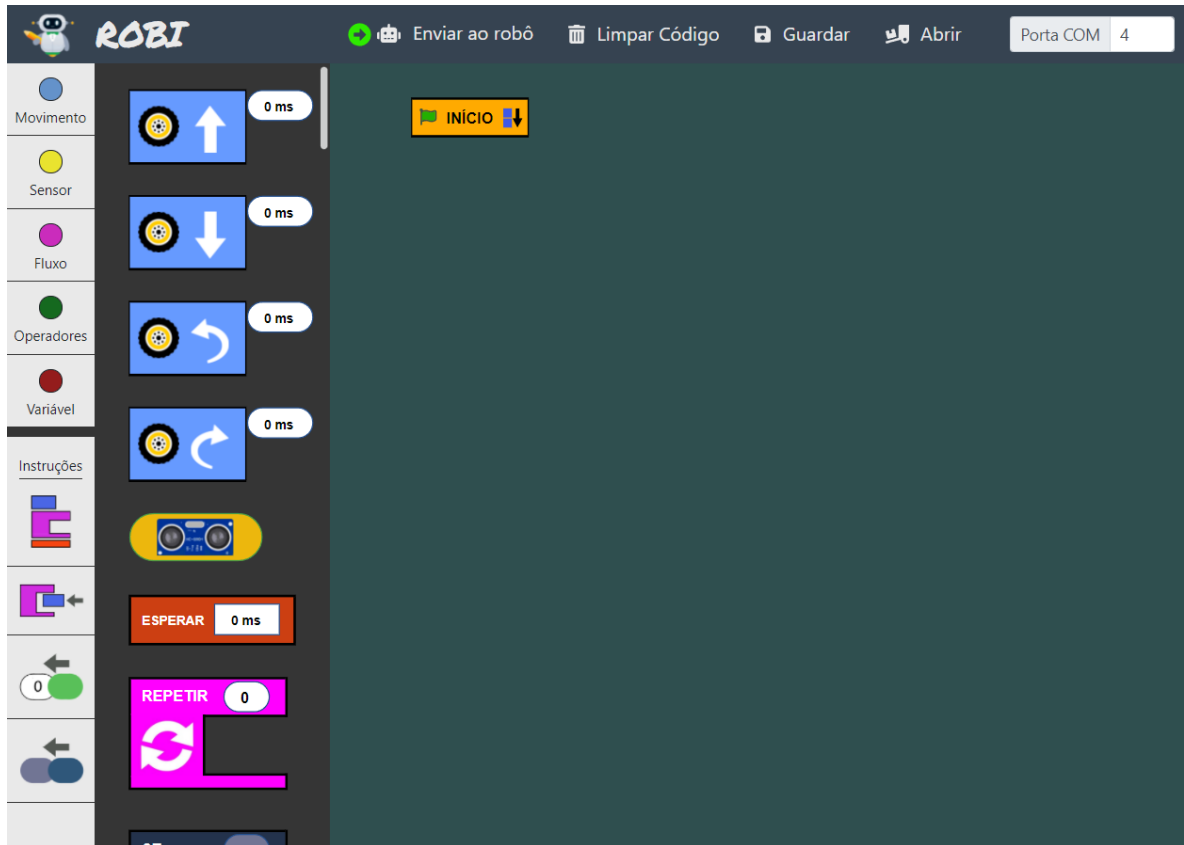 ROBI
Enviar ao robô
Limpar Código
Guardar
Abrir
Porta COM 4
Movimento
Sensor
Fluxo
Operadores
Variável
Instruções
0
0 ms
0 ms
0 ms
0 ms
ESPERAR 0 ms
REPETIR 0
INÍCIO